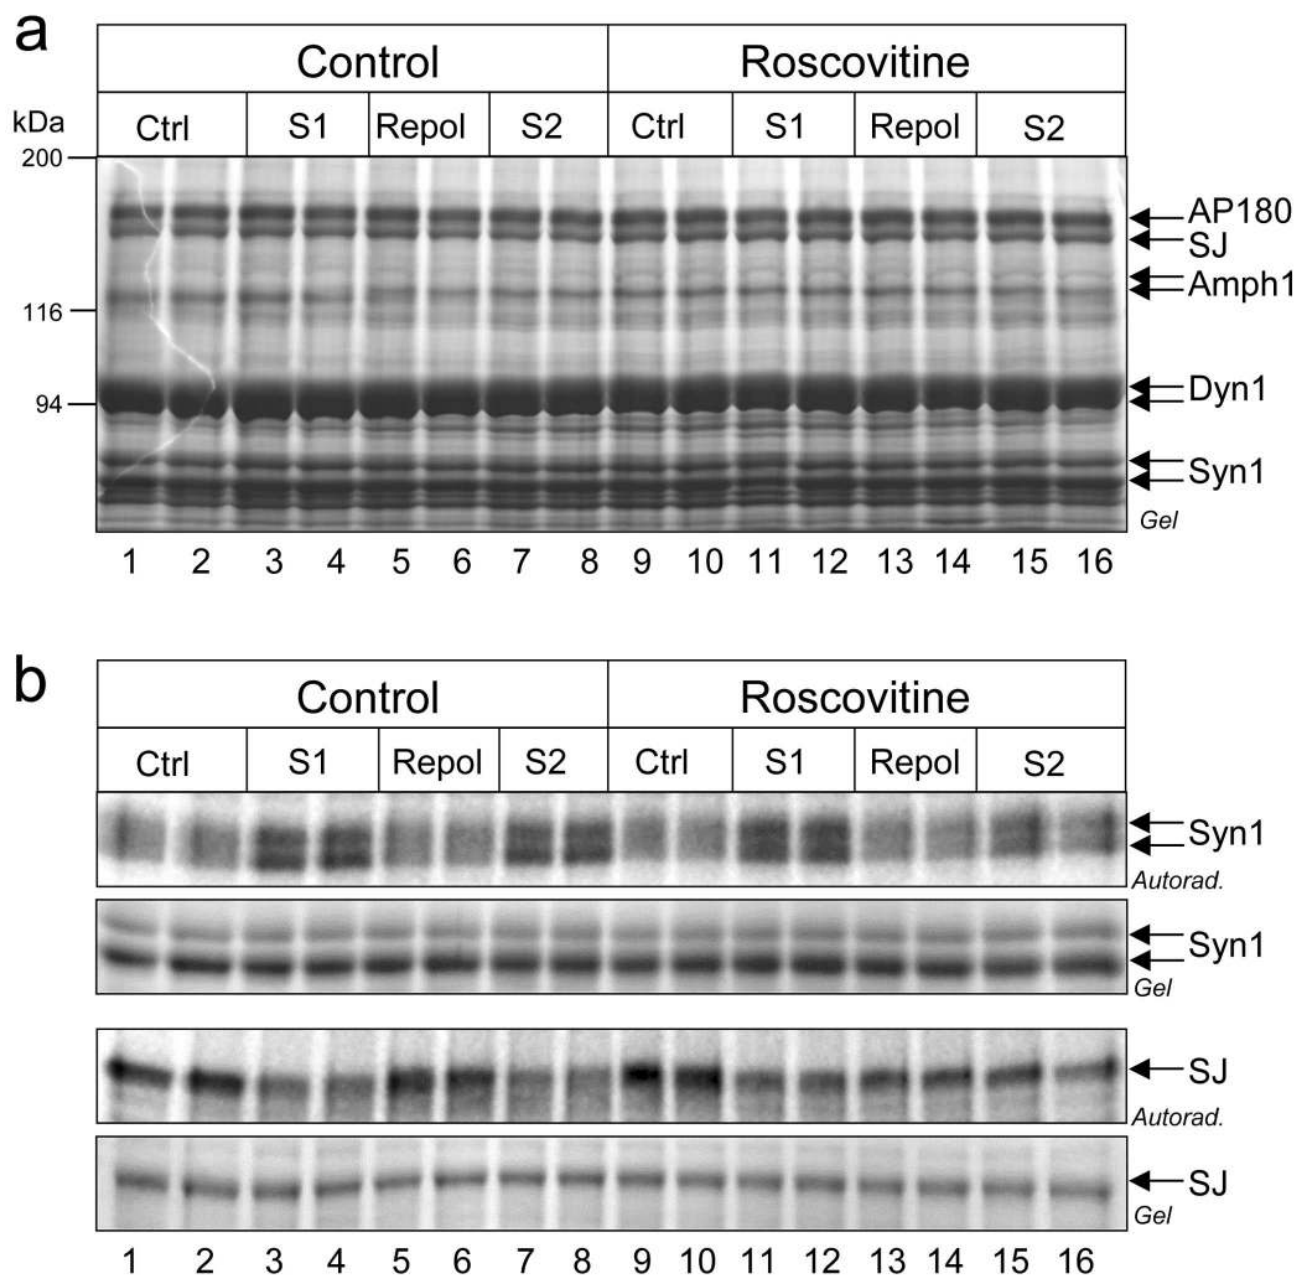 a
Control Roscovitine
kDa Ctrl S1 Repol S2 Ctrl S1 Repol S2
200
AP180
SJ
Amph1
116
Dyn1
94
Syn1
Gel
1 2 3 4 5 6 7 8 9 10 11 12 13 14 15 16
b
Control Roscovitine
Ctrl S1 Repol S2 Ctrl S1 Repol S2
Syn1
Autorad.
Syn1
Gel
SJ
Autorad.
SJ
Gel
1 2 3 4 5 6 7 8 9 10 11 12 13 14 15 16